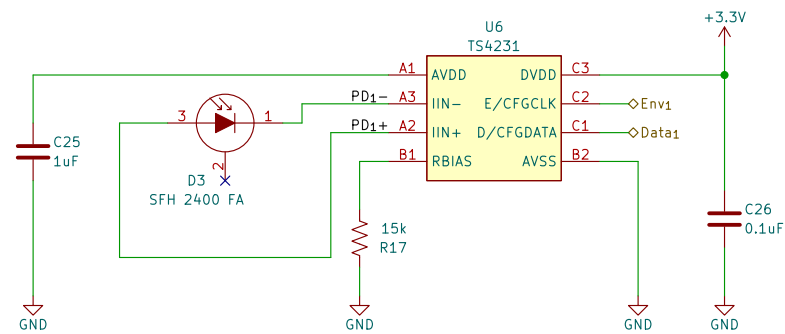 +3.3V
U6
TS4231
A1 AVDD DVDD C3
PD1- A3 IIN- E/CFGCLK C2 Env1
3 1
PD1+ A2 IIN+ D/CFGDATA C1 Data1
C25
1uF
B1 RBIAS AVSS B2
2
D3
SFH 2400 FA
15k
R17
C26
0.1uF
GND GND GND GND